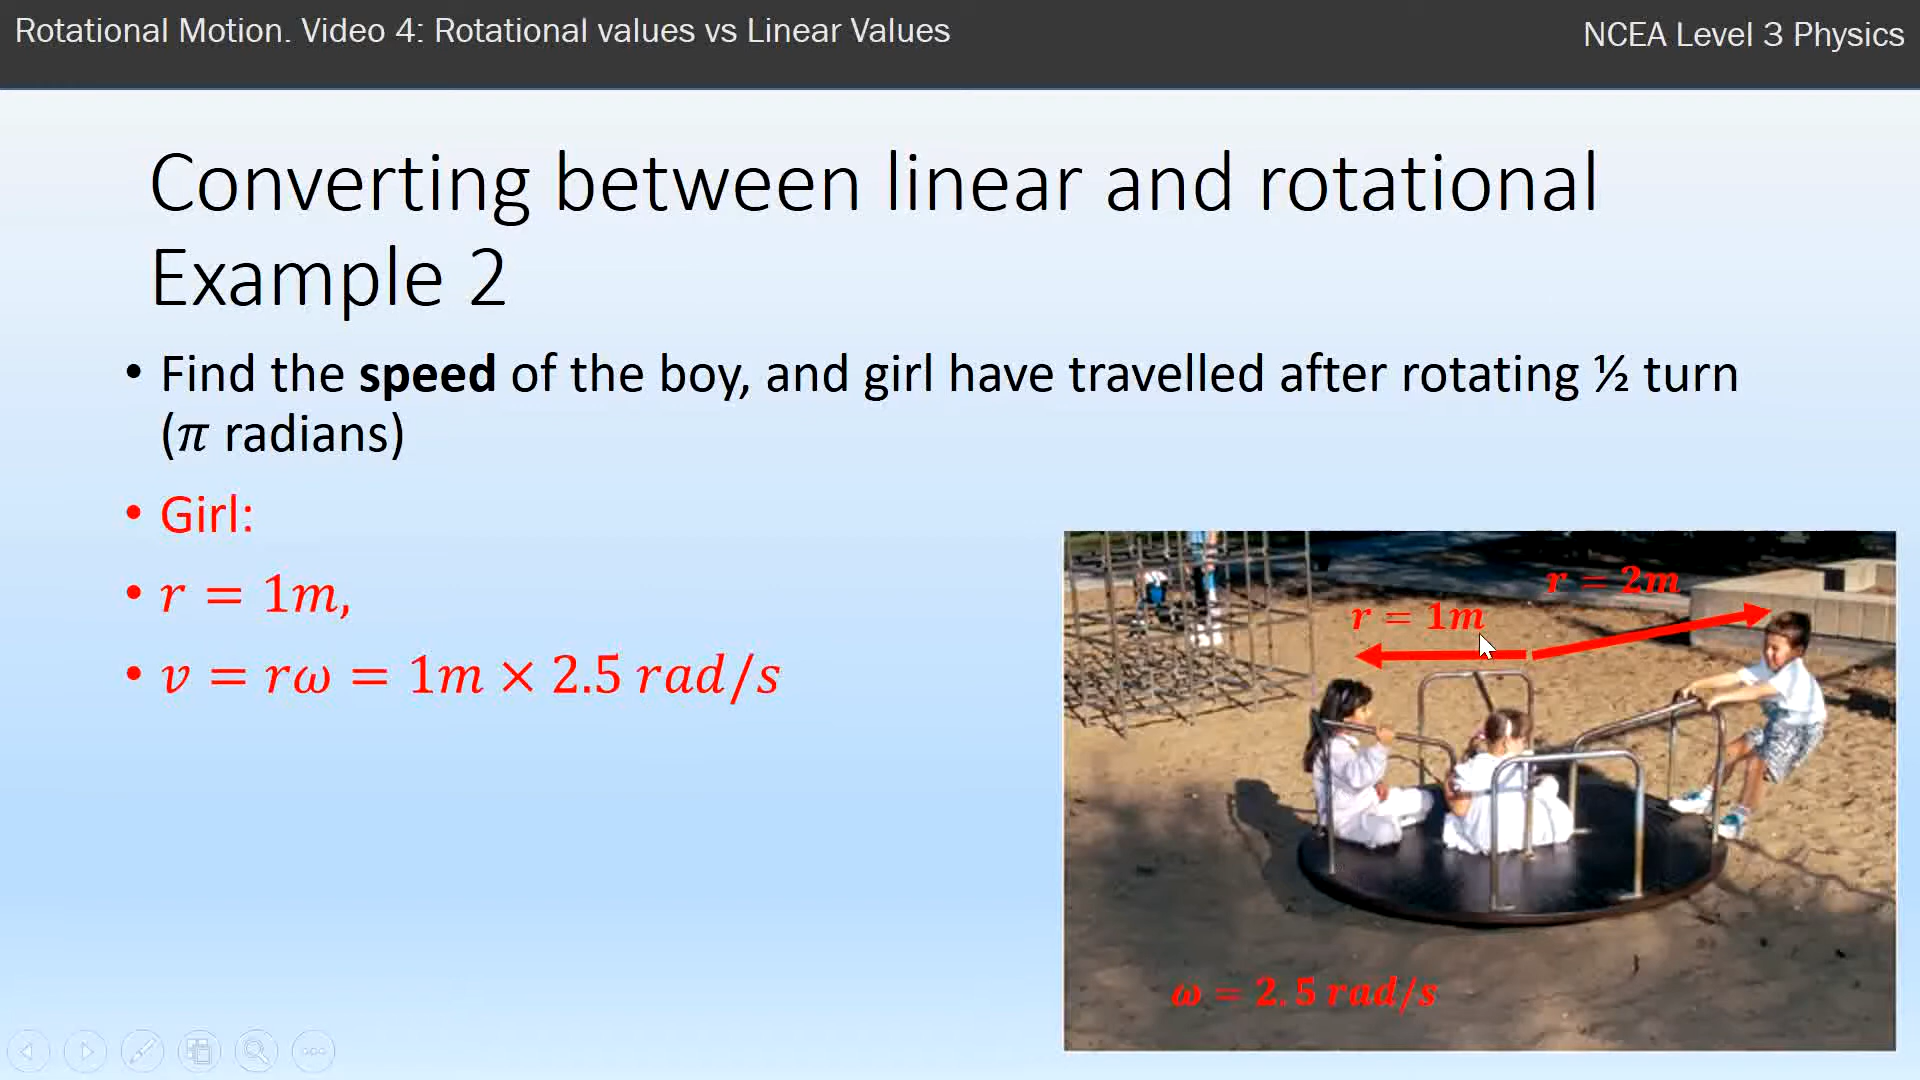 Rotational Motion. Video 4: Rotational values vs Linear Values
NCEA Level 3 Physics
Converting between linear and rotational
Example 2
• Find the speed of the boy, and girl have travelled after rotating ½ turn
(π radians)
• Girl:
• r = 1m,
• v = rω = 1m × 2.5 rad/s
r = 2m
r = 1m
ω = 2.5 rad/s